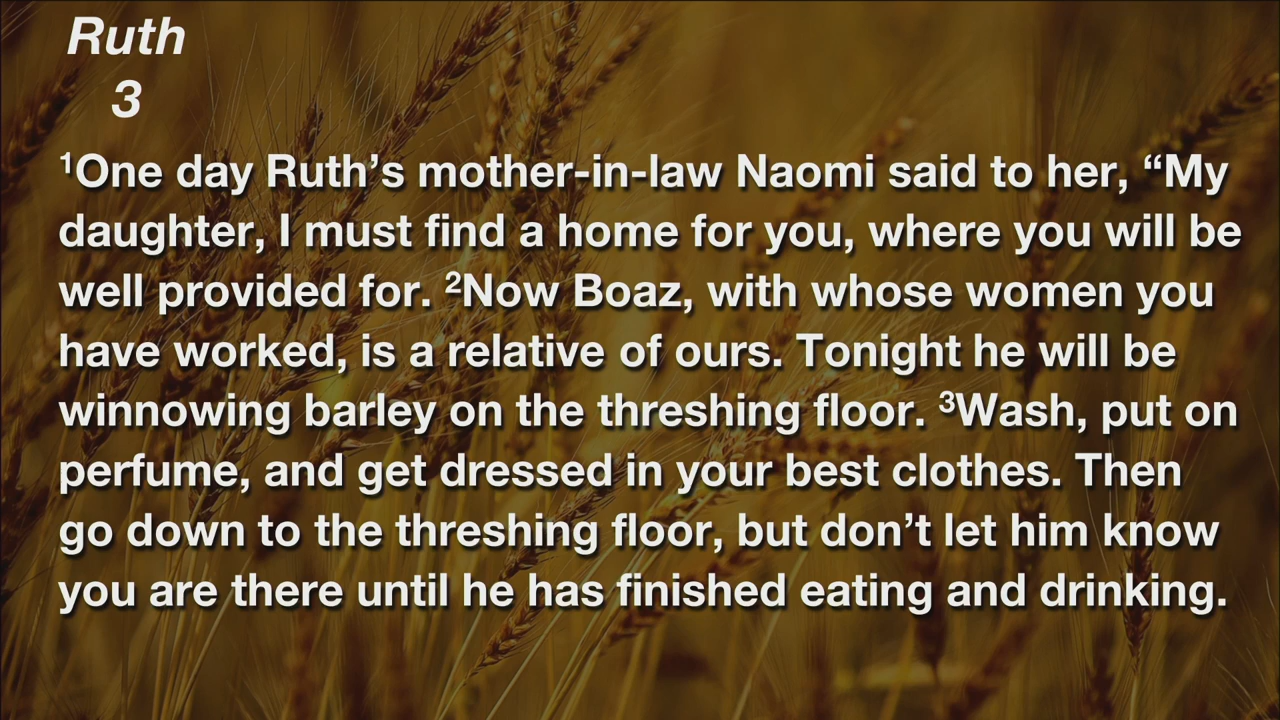 Ruth
3
¹One day Ruth’s mother-in-law Naomi said to her, “My
daughter, I must find a home for you, where you will be
well provided for. ²Now Boaz, with whose women you
have worked, is a relative of ours. Tonight he will be
winnowing barley on the threshing floor. ³Wash, put on
perfume, and get dressed in your best clothes. Then
go down to the threshing floor, but don’t let him know
you are there until he has finished eating and drinking.